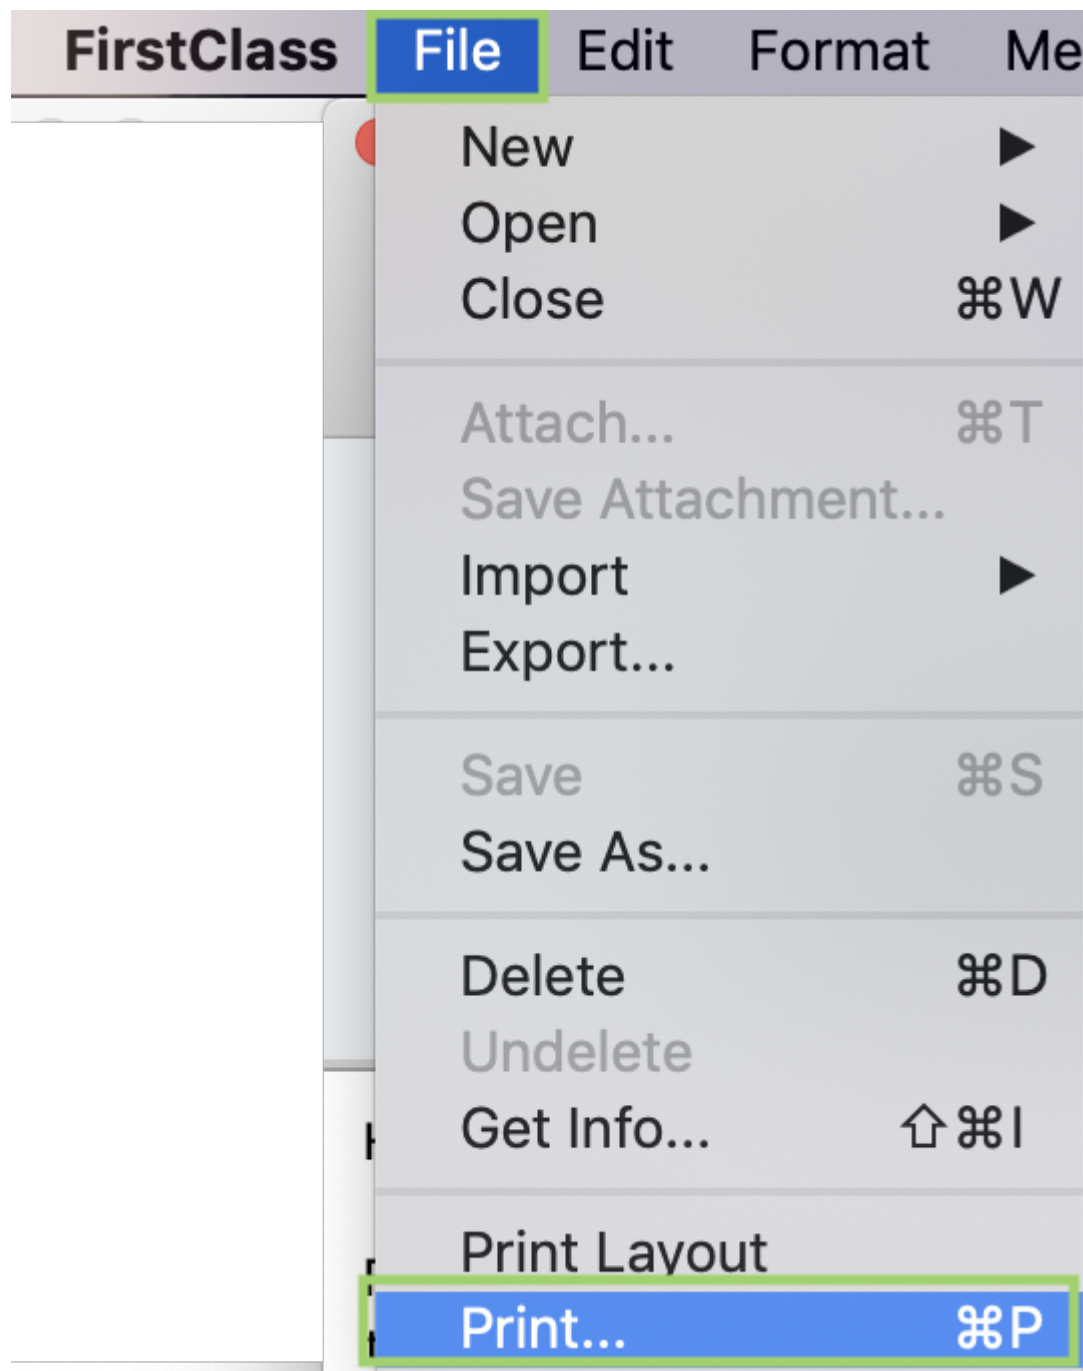 FirstClass File Edit Format Me
New ▶
Open ▶
Close ⌘W
Attach... ⌘T
Save Attachment...
Import ▶
Export...
Save ⌘S
Save As...
Delete ⌘D
Undelete
Get Info... ⇧⌘I
Print Layout
Print... ⌘P